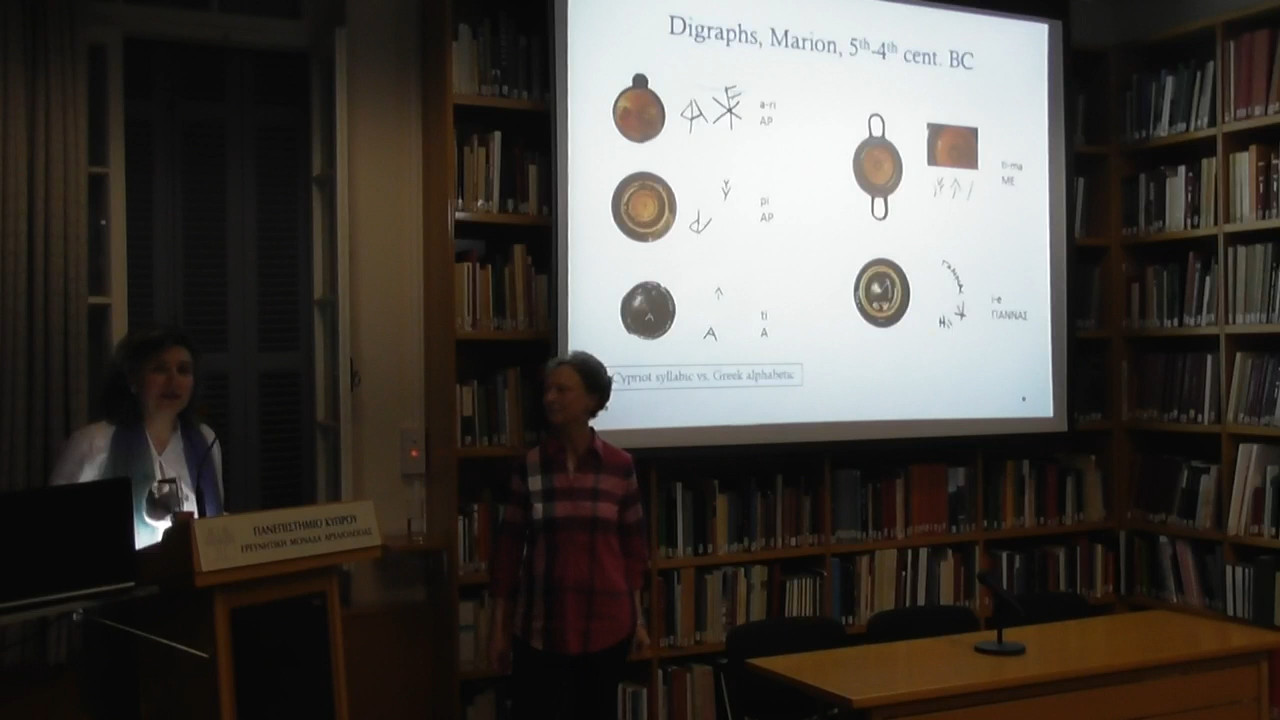 Digraphs, Marion, 5th-4th cent. BC
a-ri
AP
pi
AP
ti
A
ti-ma
ME
i-e
ΓΙΑΝΝΑΣ
Cypriot syllabic vs. Greek alphabetic
ΠΑΝΕΠΙΣΤΗΜΙΟ ΚΥΠΡΟΥ
ΕΡΕΥΝΗΤΙΚΗ ΜΟΝΑΔΑ ΑΡΧΑΙΟΛΟΓΙΑΣ